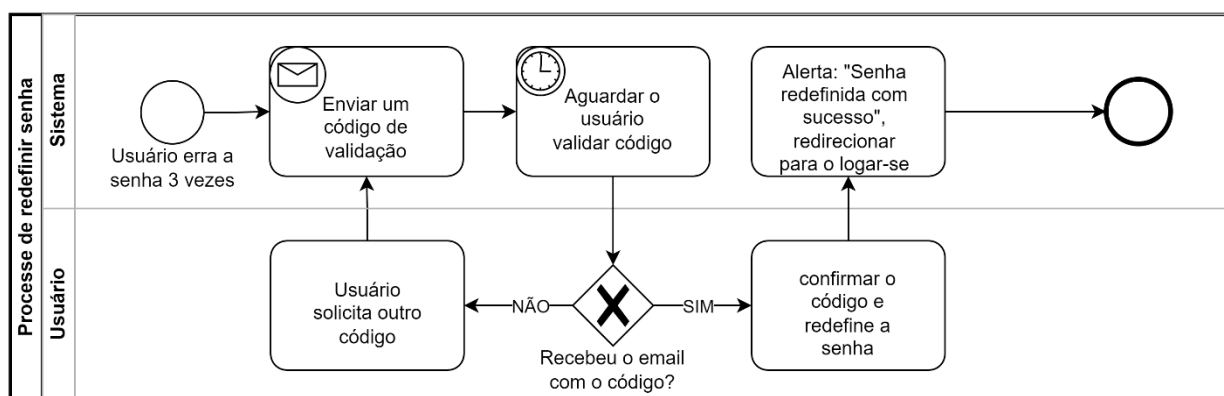 Processe de redefinir senha
Sistema
Usuário erra a
senha 3 vezes
Enviar um
código de
validação
Aguardar o
usuário
validar código
Alerta: "Senha
redefinida com
sucesso",
redirecionar
para o logar-se
Usuário
Usuário
solicita outro
código
NÃO
Recebeu o email
com o código?
SIM
confirmar o
código e
redefine a
senha